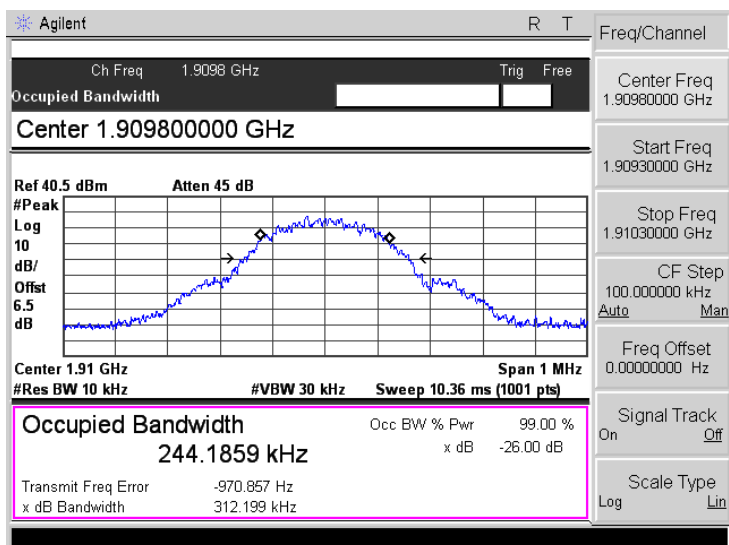 Agilent R T
Ch Freq 1.9098 GHz Trig Free
Occupied Bandwidth
Center 1.909800000 GHz
Ref 40.5 dBm Atten 45 dB
#Peak
Log
10
dB/
Offst
6.5
dB
Center 1.91 GHz Span 1 MHz
#Res BW 10 kHz #VBW 30 kHz Sweep 10.36 ms (1001 pts)
Occupied Bandwidth Occ BW % Pwr 99.00 %
244.1859 kHz x dB -26.00 dB
Transmit Freq Error -970.857 Hz
x dB Bandwidth 312.199 kHz
Freq/Channel
Center Freq
1.90980000 GHz
Start Freq
1.90930000 GHz
Stop Freq
1.91030000 GHz
CF Step
100.000000 kHz
Auto Man
Freq Offset
0.00000000 Hz
Signal Track
On Off
Scale Type
Log Lin